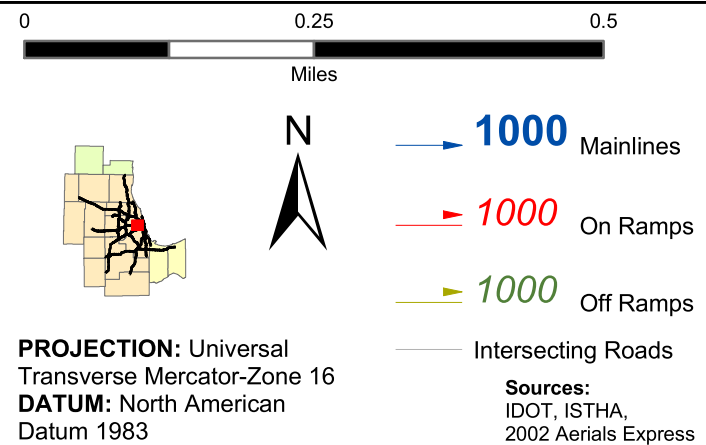 0 0.25 0.5
Miles
N
1000 Mainlines
1000 On Ramps
1000 Off Ramps
Intersecting Roads
PROJECTION: Universal
Transverse Mercator-Zone 16
DATUM: North American
Datum 1983
Sources:
IDOT, ISTHA,
2002 Aerials Express